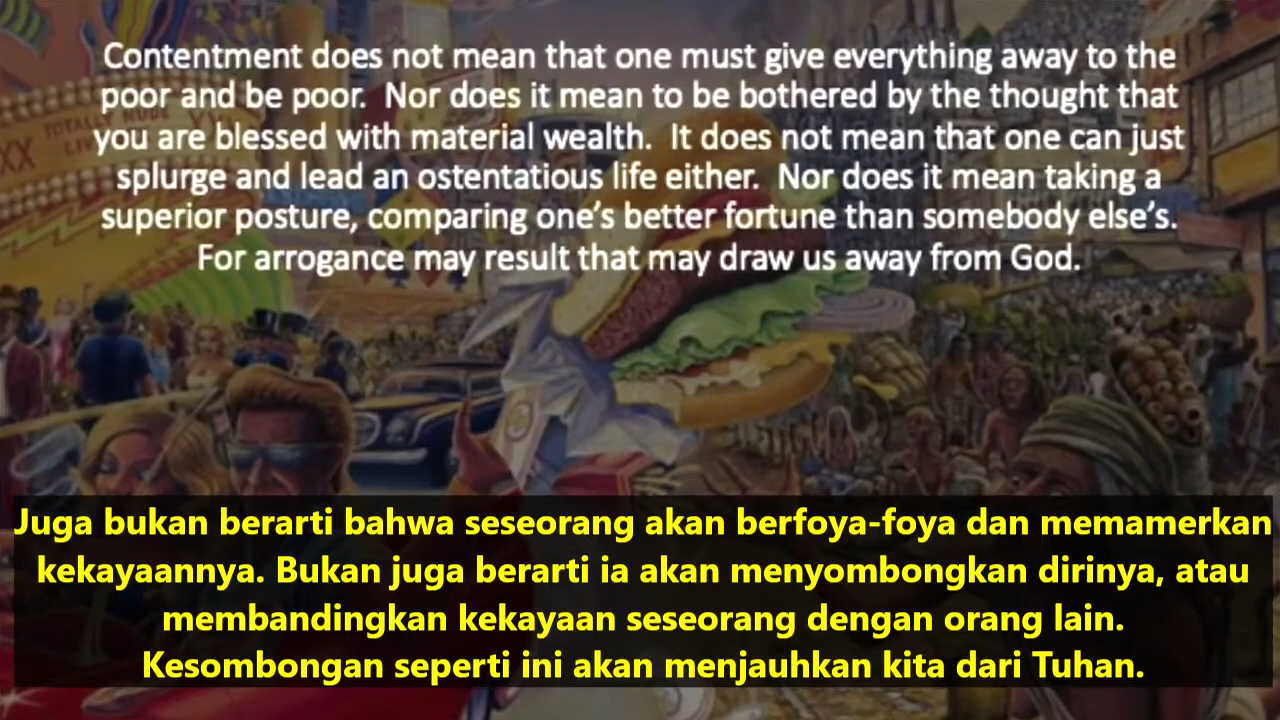 Contentment does not mean that one must give everything away to the
poor and be poor. Nor does it mean to be bothered by the thought that
you are blessed with material wealth. It does not mean that one can just
splurge and lead an ostentatious life either. Nor does it mean taking a
superior posture, comparing one's better fortune than somebody else's.
For arrogance may result that may draw us away from God.
XX TOTALLY NUDE
LIV
Juga bukan berarti bahwa seseorang akan berfoya-foya dan memamerkan
kekayaannya. Bukan juga berarti ia akan menyombongkan dirinya, atau
membandingkan kekayaan seseorang dengan orang lain.
Kesombongan seperti ini akan menjauhkan kita dari Tuhan.